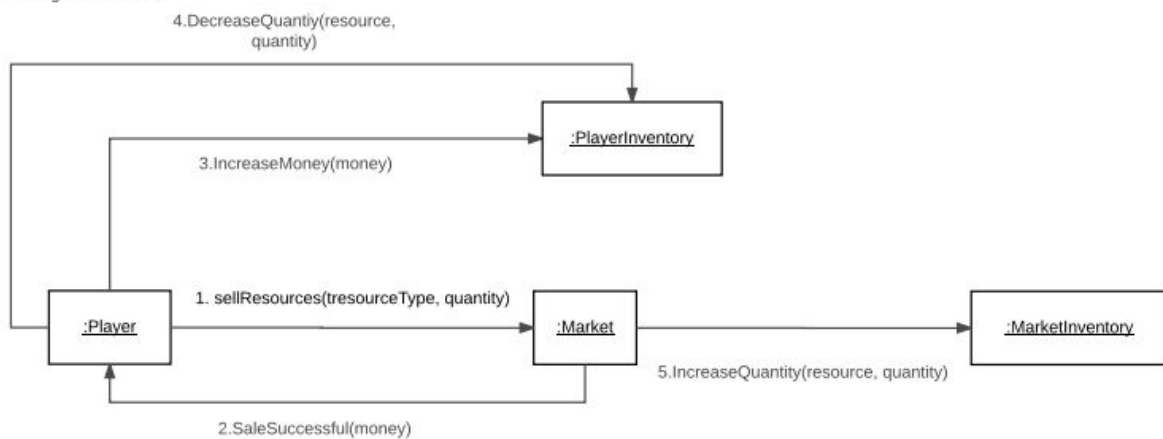 4.DecreaseQuantiy(resource,
quantity)
:PlayerInventory
3.IncreaseMoney(money)
1. sellResources(tresourceType, quantity)
:Player
:Market
:MarketInventory
5.IncreaseQuantity(resource, quantity)
2.SaleSuccessful(money)